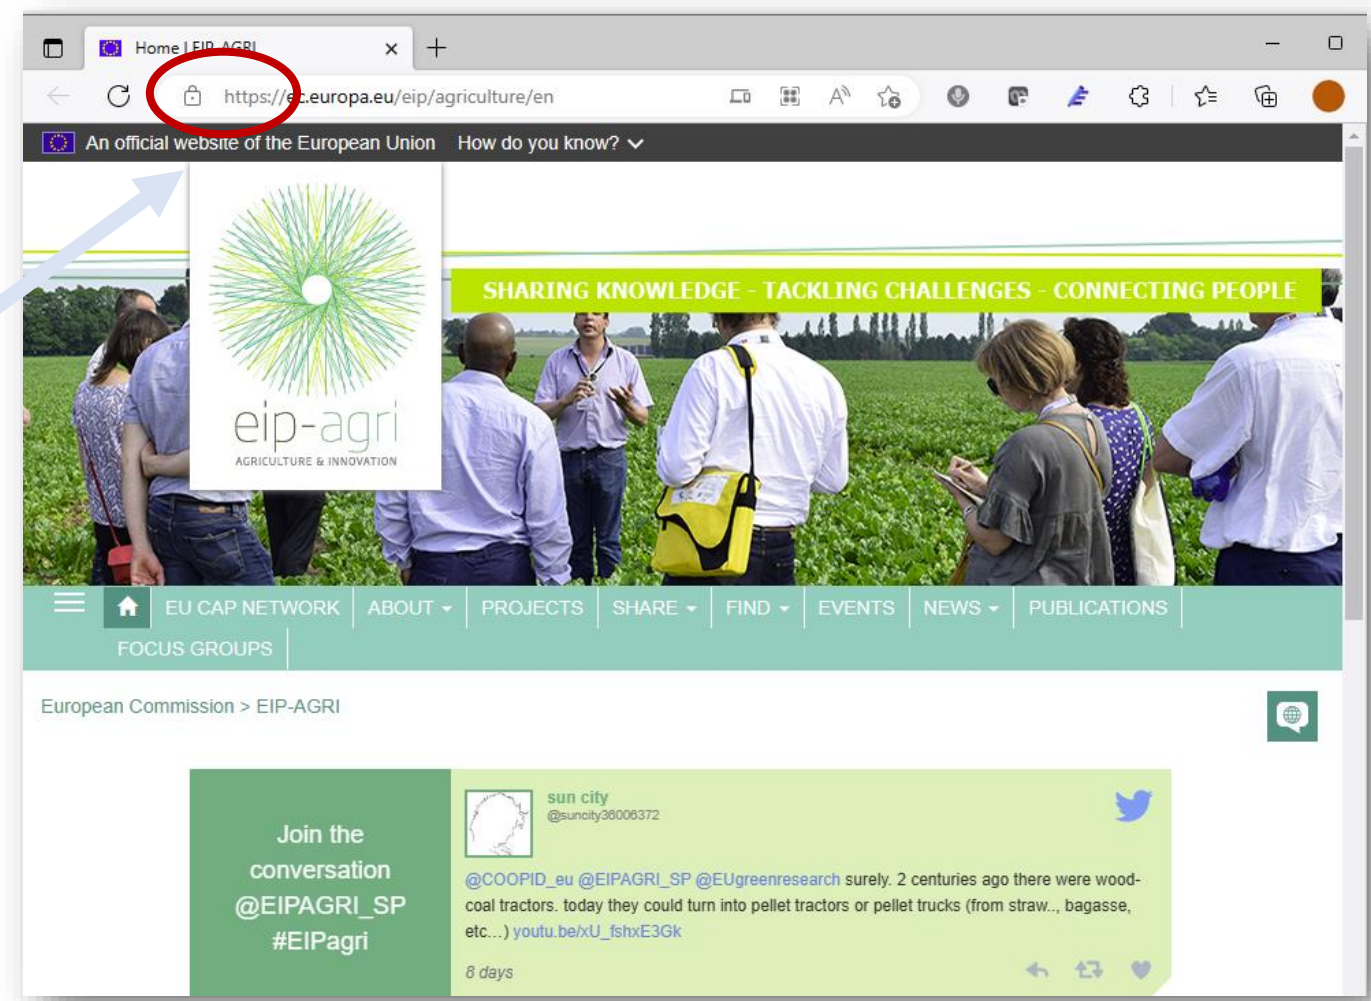 Home | EIP-AGRI
https://ec.europa.eu/eip/agriculture/en
An official website of the European Union How do you know?
SHARING KNOWLEDGE - TACKLING CHALLENGES - CONNECTING PEOPLE
eip-agri
AGRICULTURE & INNOVATION
EU CAP NETWORK ABOUT PROJECTS SHARE FIND EVENTS NEWS PUBLICATIONS
FOCUS GROUPS
European Commission > EIP-AGRI
Join the
conversation
@EIPAGRI_SP
#EIPagri
sun city
@suncity36006372
@COOPID_eu @EIPAGRI_SP @EUgreenresearch surely. 2 centuries ago there were wood-
coal tractors. today they could turn into pellet tractors or pellet trucks (from straw.., bagasse,
etc...) youtu.be/xU_fshxE3Gk
8 days